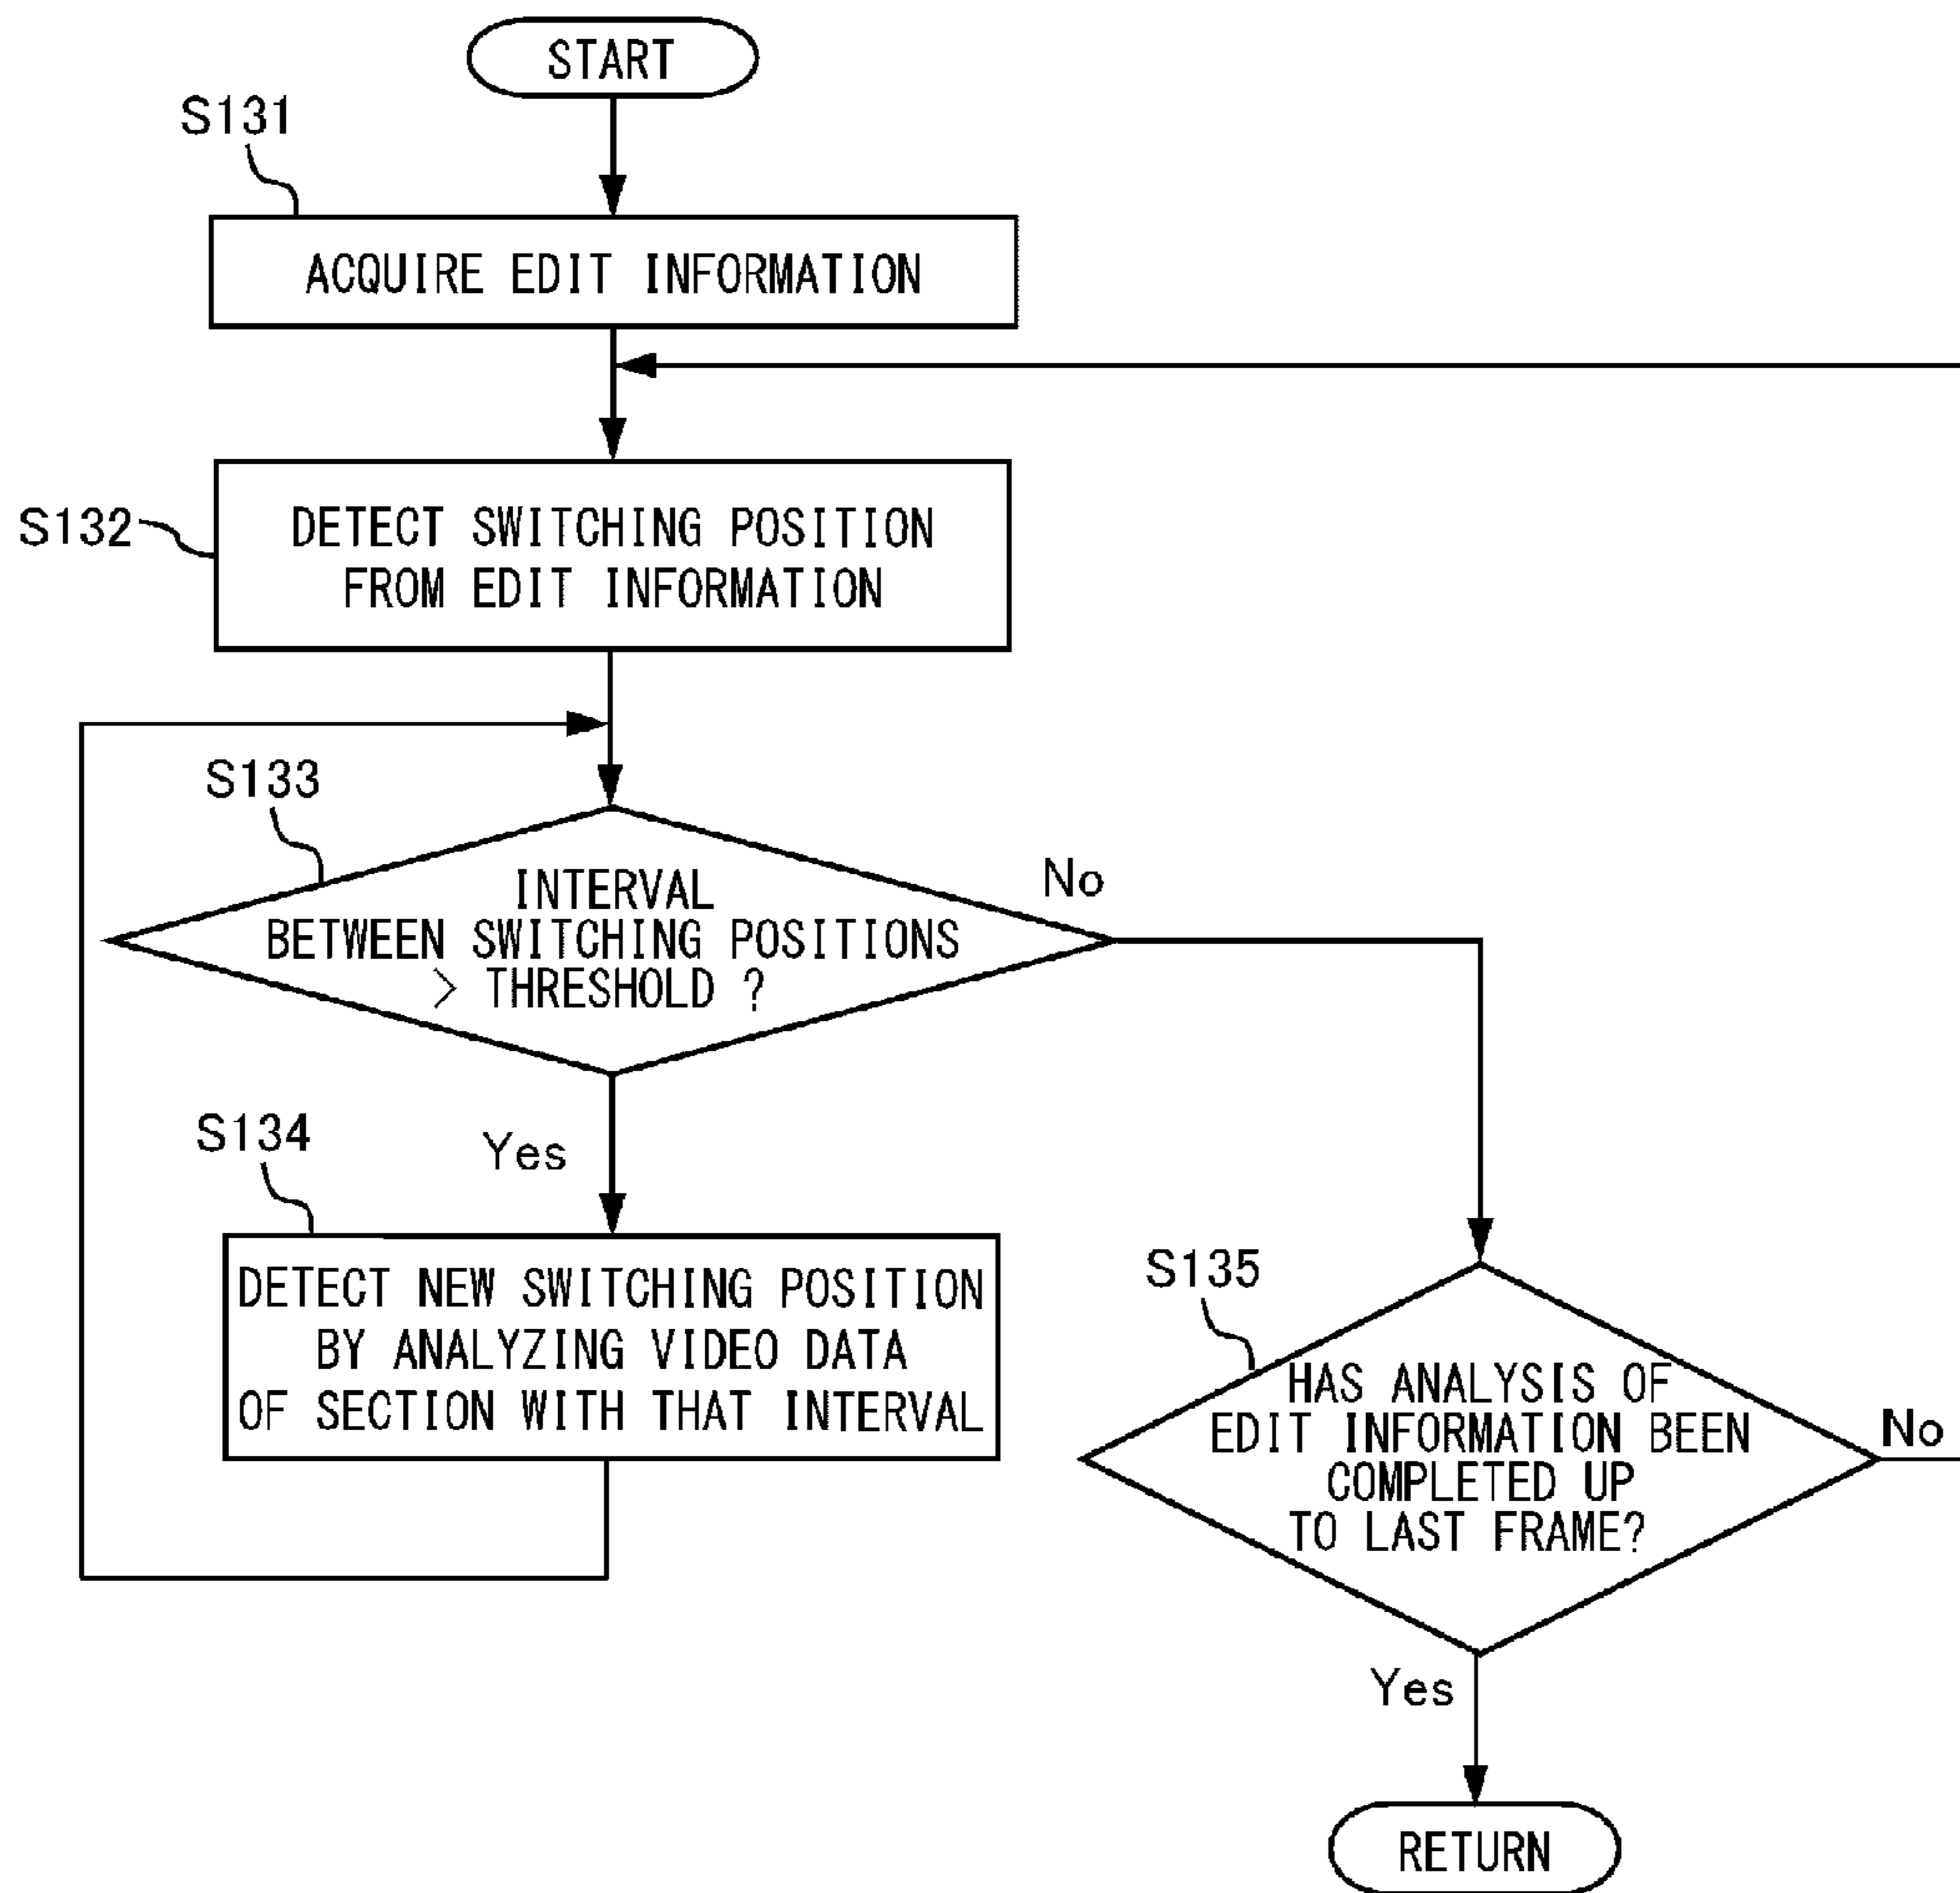 START
S131
ACQUIRE EDIT INFORMATION
S132
DETECT SWITCHING POSITION
FROM EDIT INFORMATION
S133
INTERVAL
BETWEEN SWITCHING POSITIONS
> THRESHOLD ?
No
Yes
S134
DETECT NEW SWITCHING POSITION
BY ANALYZING VIDEO DATA
OF SECTION WITH THAT INTERVAL
S135
HAS ANALYSIS OF
EDIT INFORMATION BEEN
COMPLETED UP
TO LAST FRAME?
No
Yes
RETURN